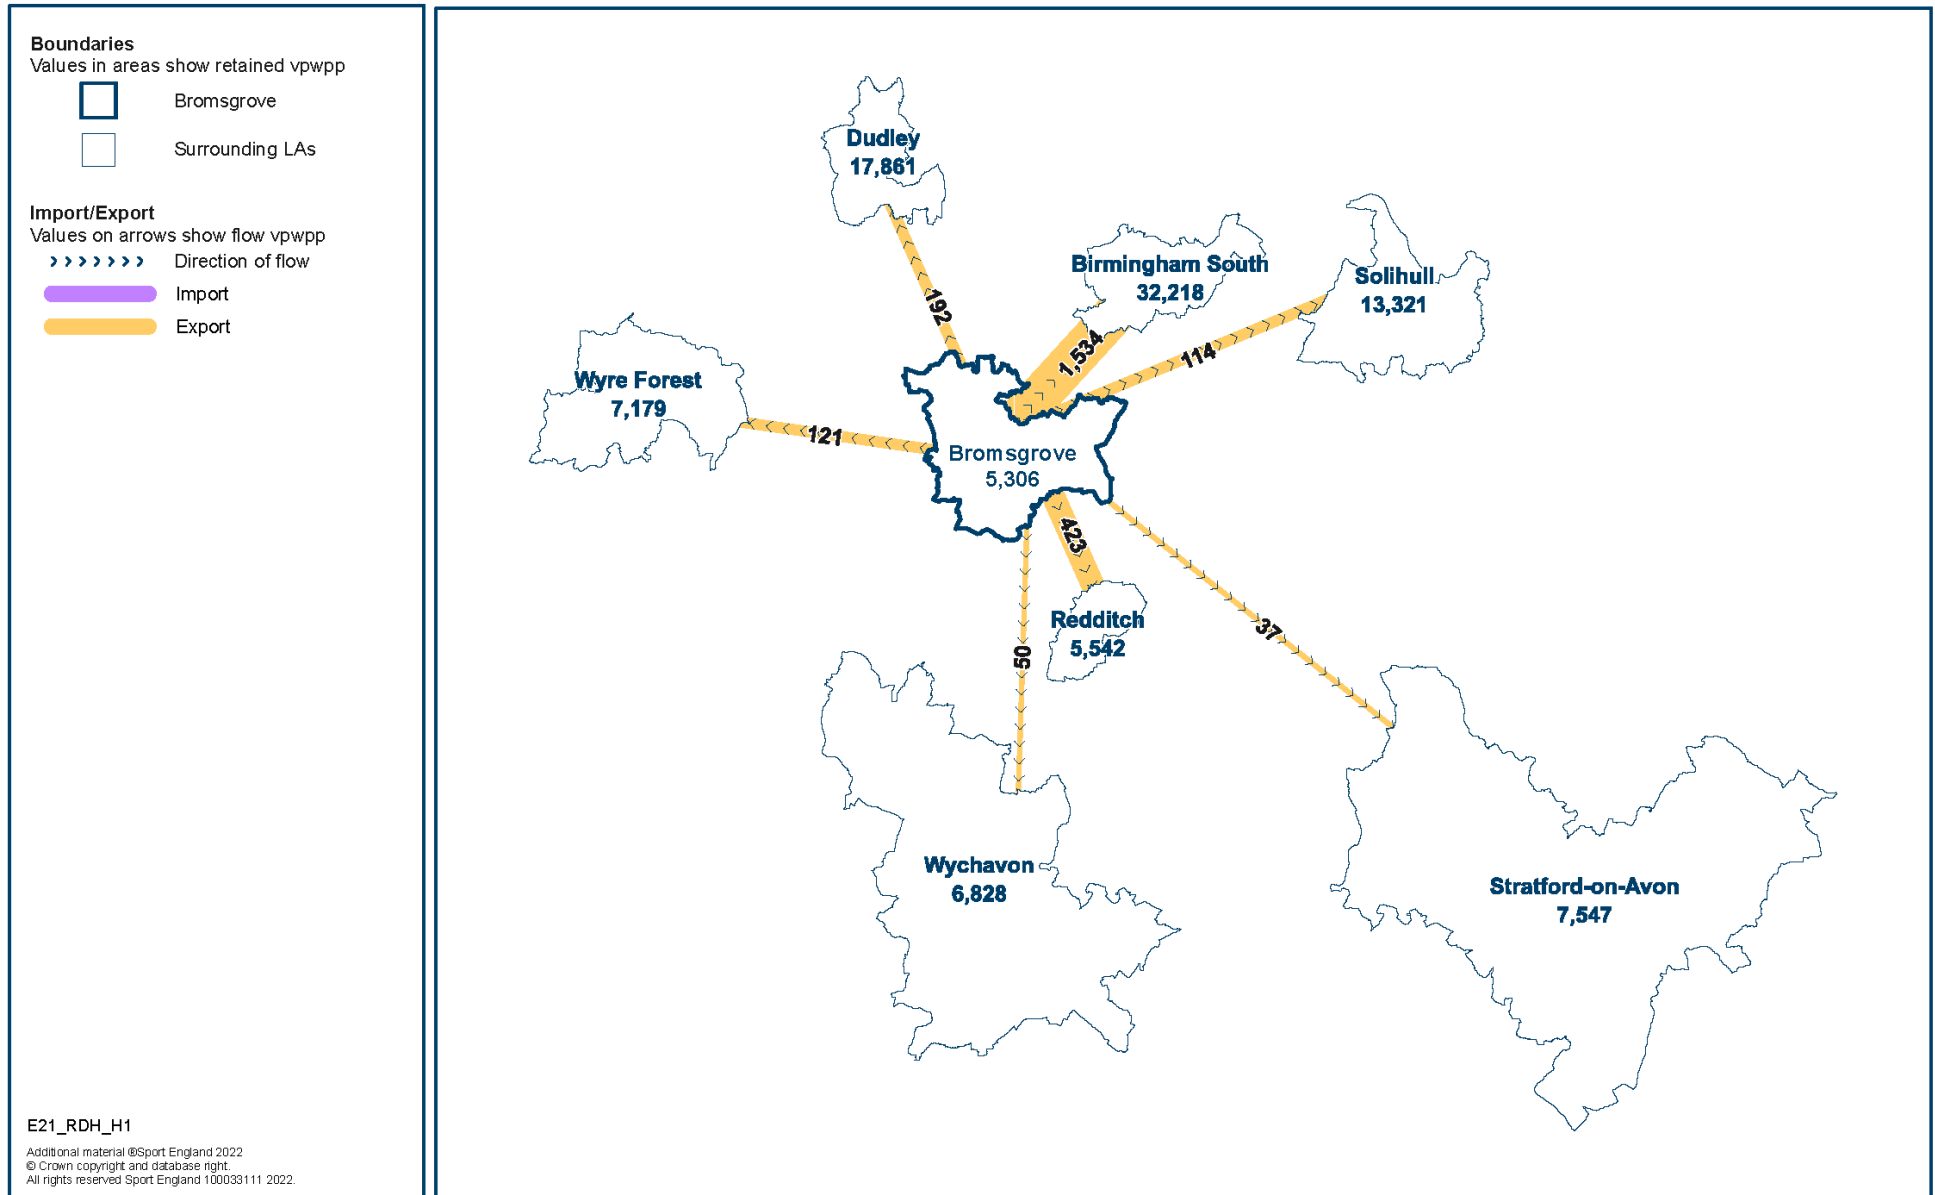 Boundaries
Values in areas show retained vpwpp
Bromsgrove
Surrounding LAs
Import/Export
Values on arrows show flow vpwpp
Direction of flow
Import
Export
E21_RDH_H1
Additional material ®Sport England 2022
© Crown copyright and database right.
All rights reserved Sport England 100033111 2022.
Dudley
17,861
Birmingham South
32,218
Solihull
13,321
192
1,534
114
Wyre Forest
7,179
121
Bromsgrove
5,306
423
Redditch
5,542
37
50
Wychavon
6,828
Stratford-on-Avon
7,547